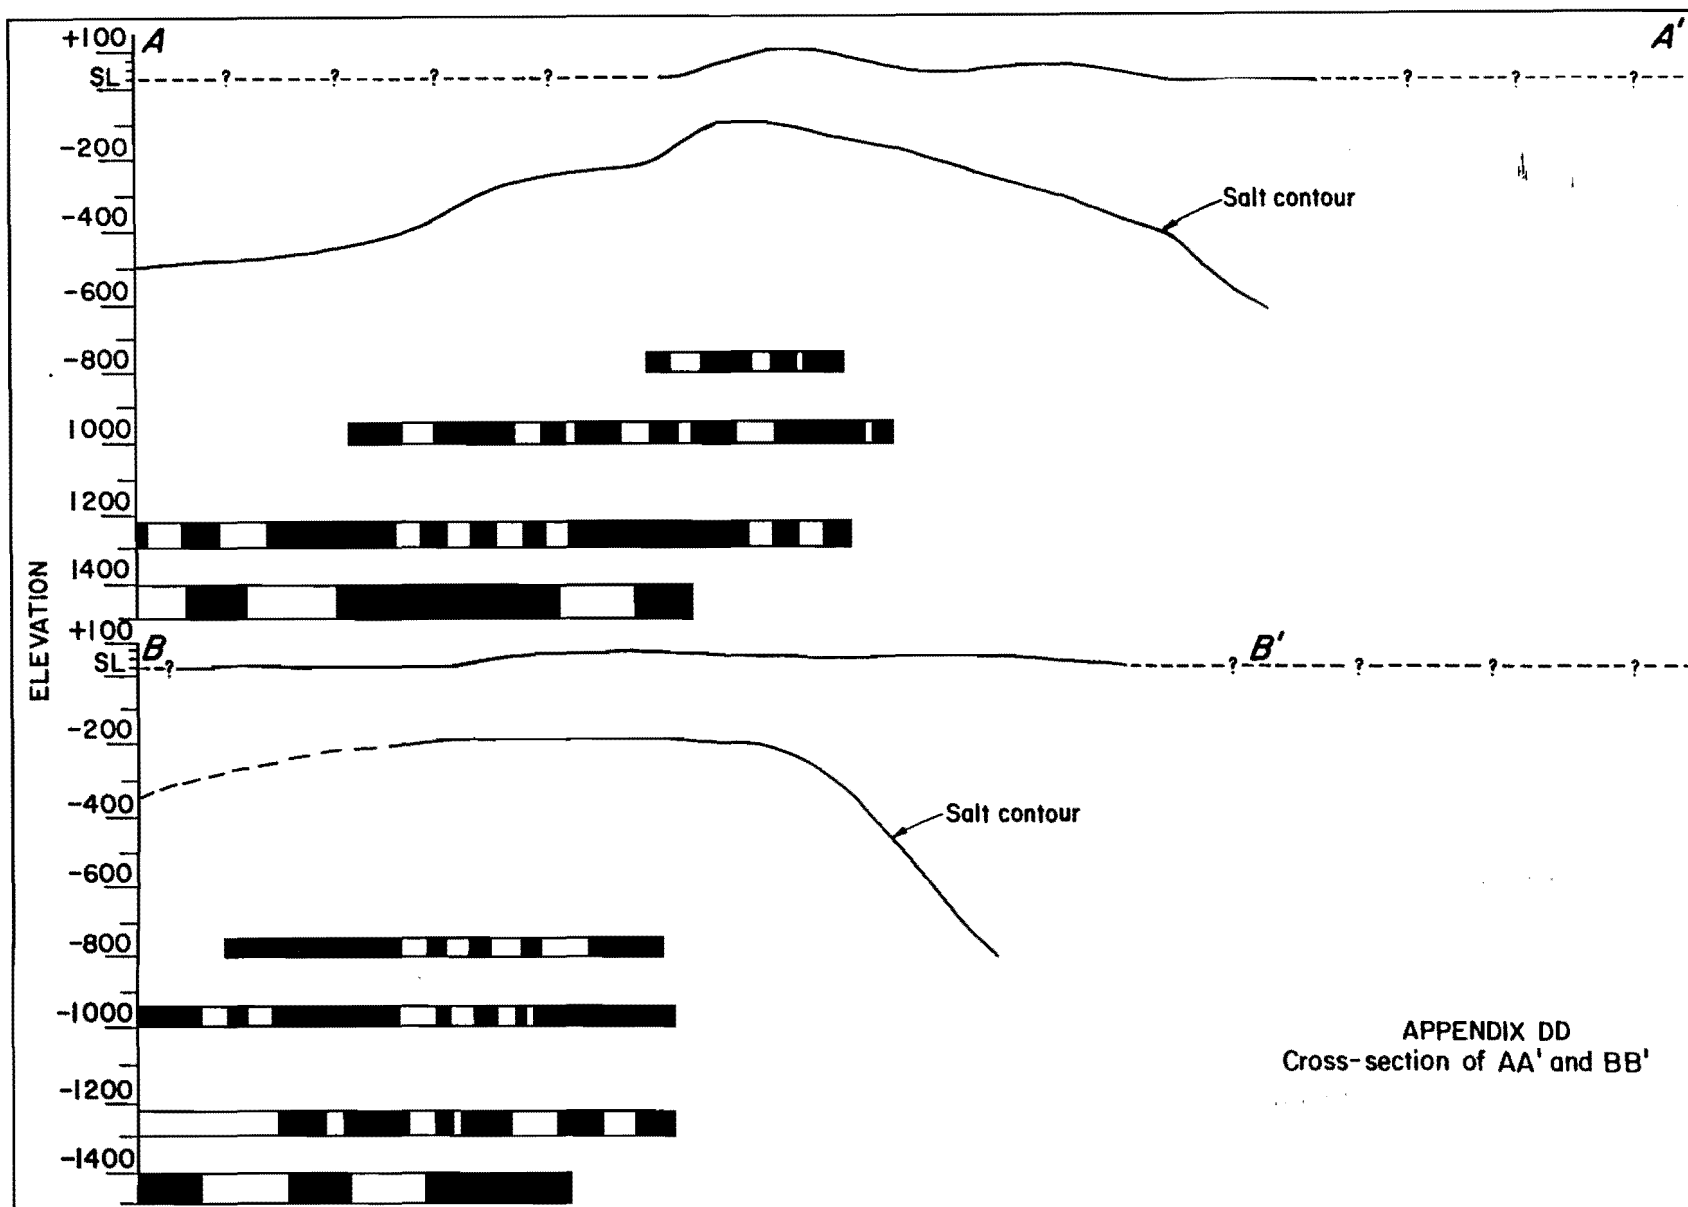 +100 A A'
SL ? ? ? ? ? ? ?
-200
Salt contour
-400
-600
-800
1000
1200
1400
ELEVATION
+100 B B'
SL ? ? ? ? ?
-200
-400
Salt contour
-600
-800
-1000
APPENDIX DD
Cross-section of AA' and BB'
-1200
-1400